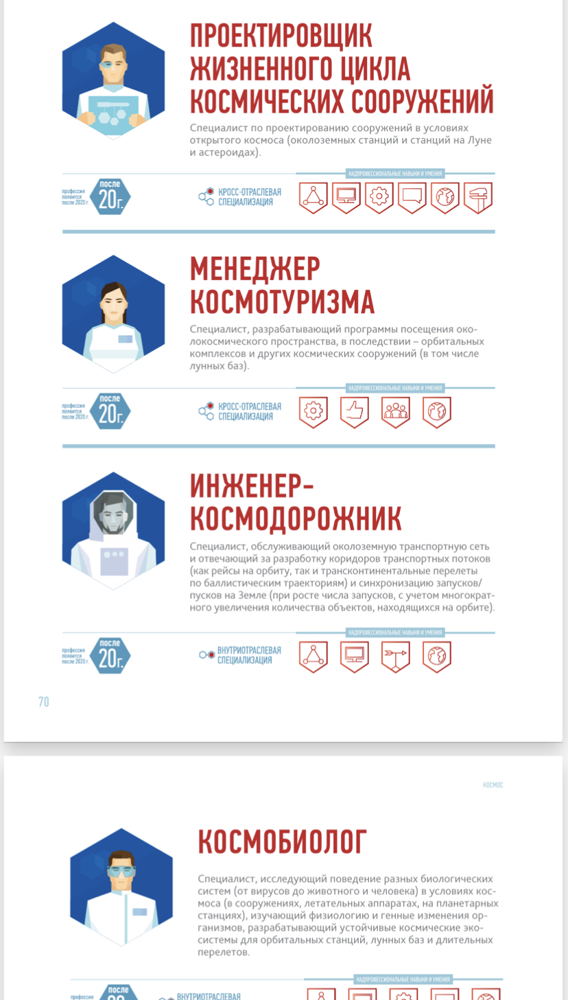 ПРОЕКТИРОВЩИК
ЖИЗНЕННОГО ЦИКЛА
КОСМИЧЕСКИХ СООРУЖЕНИЙ
Специалист по проектированию сооружений в условиях
открытого космоса (околоземных станций и станций на Луне
и астероидах).
НАДПРОФЕССИОНАЛЬНЫЕ НАВЫКИ И УМЕНИЯ
профессия
появится
после 2020 г.
после
20г.
КРОСС-ОТРАСЛЕВАЯ
СПЕЦИАЛИЗАЦИЯ
МЕНЕДЖЕР
КОСМОТУРИЗМА
Специалист, разрабатывающий программы посещения око-
локосмического пространства, в последствии – орбитальных
комплексов и других космических сооружений (в том числе
лунных баз).
НАДПРОФЕССИОНАЛЬНЫЕ НАВЫКИ И УМЕНИЯ
профессия
появится
после 2020 г.
после
20г.
КРОСС-ОТРАСЛЕВАЯ
СПЕЦИАЛИЗАЦИЯ
ИНЖЕНЕР-
КОСМОДОРОЖНИК
Специалист, обслуживающий околоземную транспортную сеть
и отвечающий за разработку коридоров транспортных потоков
(как рейсы на орбиту, так и трансконтинентальные перелеты
по баллистическим траекториям) и синхронизацию запусков/
пусков на Земле (при росте числа запусков, с учетом многократ-
ного увеличения количества объектов, находящихся на орбите).
НАДПРОФЕССИОНАЛЬНЫЕ НАВЫКИ И УМЕНИЯ
профессия
появится
после 2020 г.
после
20г.
ВНУТРИОТРАСЛЕВАЯ
СПЕЦИАЛИЗАЦИЯ
70
КОСМОС
КОСМОБИОЛОГ
Специалист, исследующий поведение разных биологических
систем (от вирусов до животного и человека) в условиях кос-
моса (в сооружениях, летательных аппаратах, на планетарных
станциях), изучающий физиологию и генные изменения ор-
ганизмов, разрабатывающий устойчивые космические эко-
системы для орбитальных станций, лунных баз и длительных
перелетов.
НАДПРОФЕССИОНАЛЬНЫЕ НАВЫКИ И УМЕНИЯ
профессия
после
ВНУТРИОТРАСЛЕВАЯ